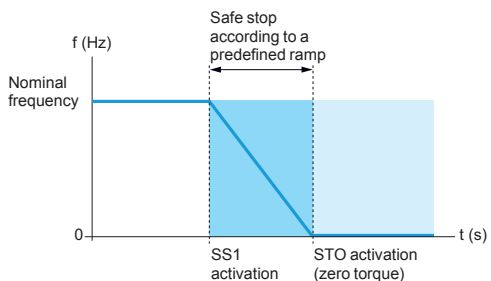 Safe stop
according to a
predefined ramp
f (Hz)
Nominal
frequency
0
t (s)
SS1
activation
STO activation
(zero torque)